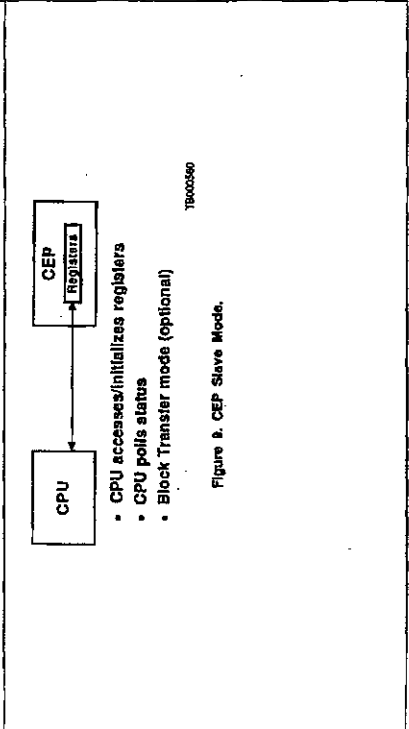 CPU
CEP
Registers
• CPU accesses/initializes registers
• CPU polls status
• Block Transfer mode (optional)
TB000360
Figure 9. CEP Slave Mode.